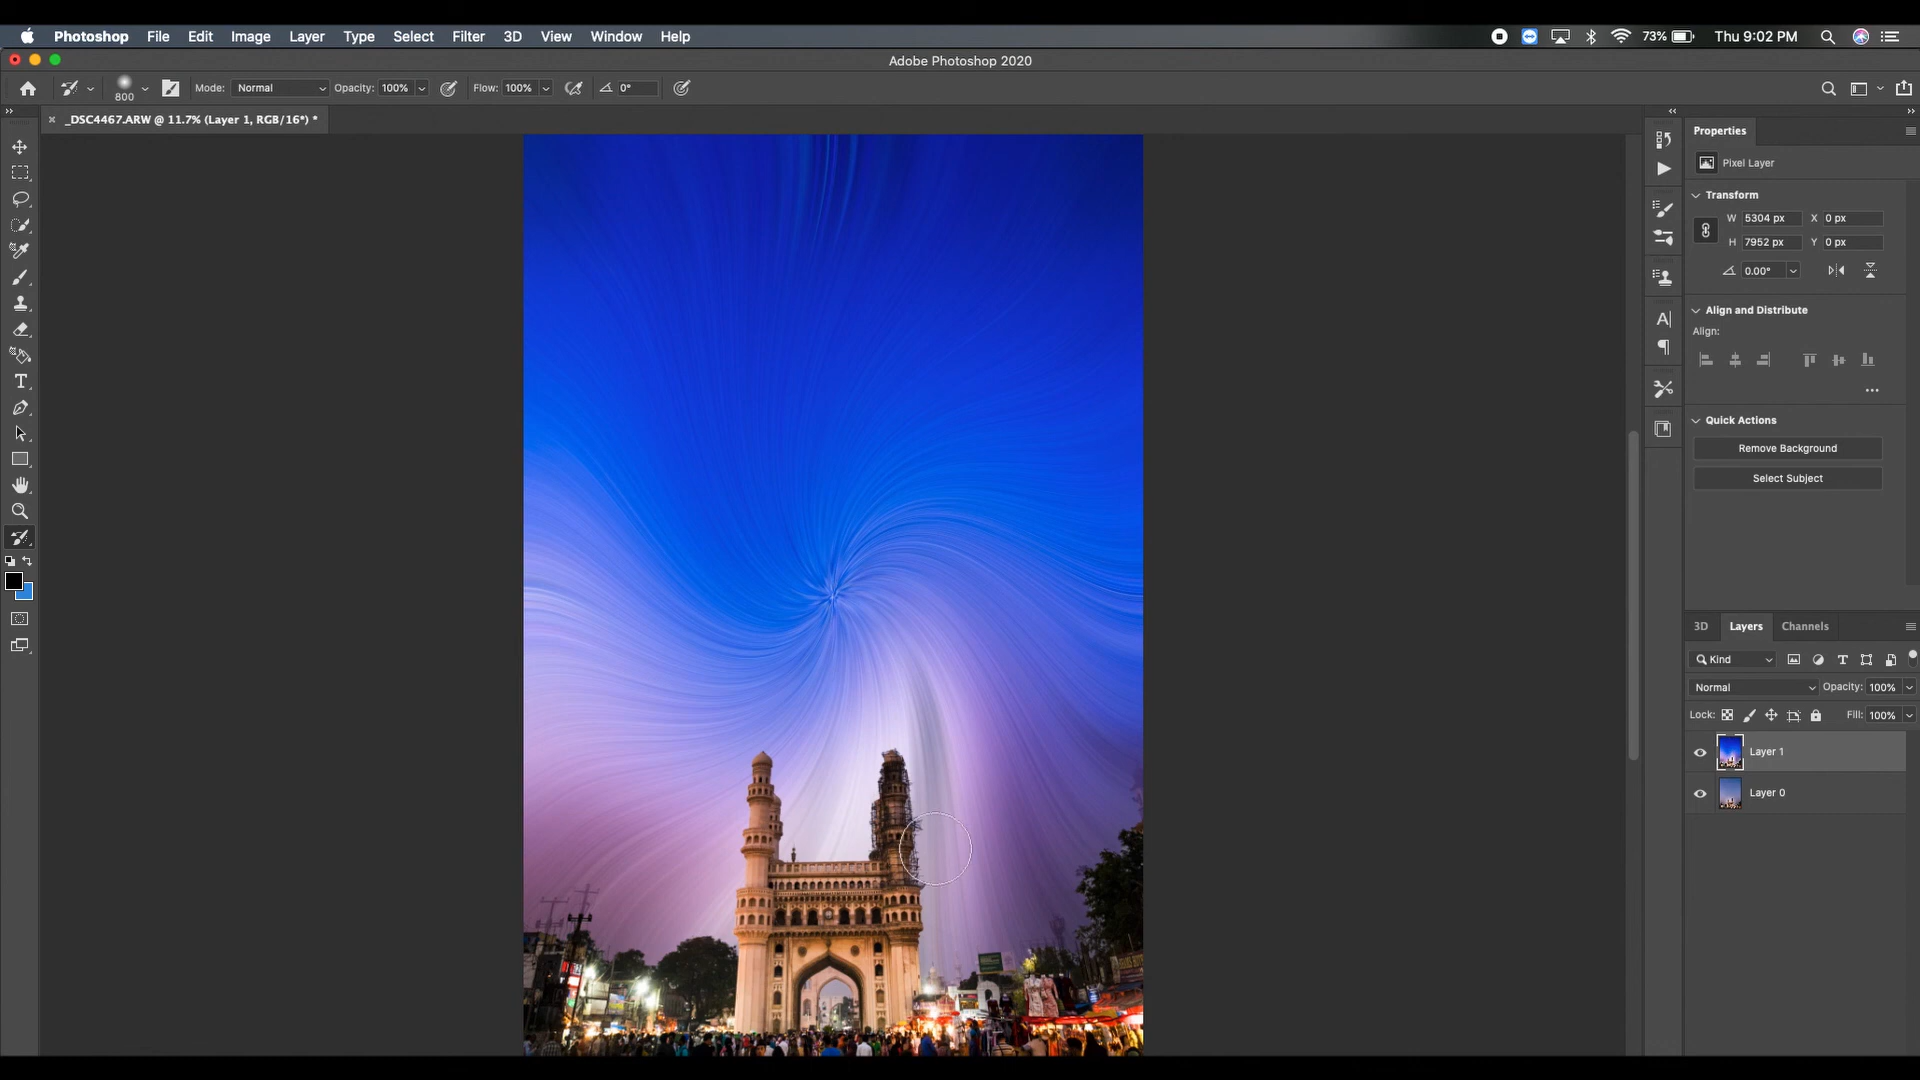 Photoshop File Edit Image Layer Type Select Filter 3D View Window Help 73% Thu 9:02 PM
Adobe Photoshop 2020
800 Mode: Normal Opacity: 100% Flow: 100% 0°
_DSC4467.ARW @ 11.7% (Layer 1, RGB/16*) *
Properties
Pixel Layer
Transform
W 5304 px X 0 px
H 7952 px Y 0 px
0.00°
Align and Distribute
Align:
Quick Actions
Remove Background
Select Subject
3D Layers Channels
Kind
Normal Opacity: 100%
Lock: Fill: 100%
Layer 1
Layer 0